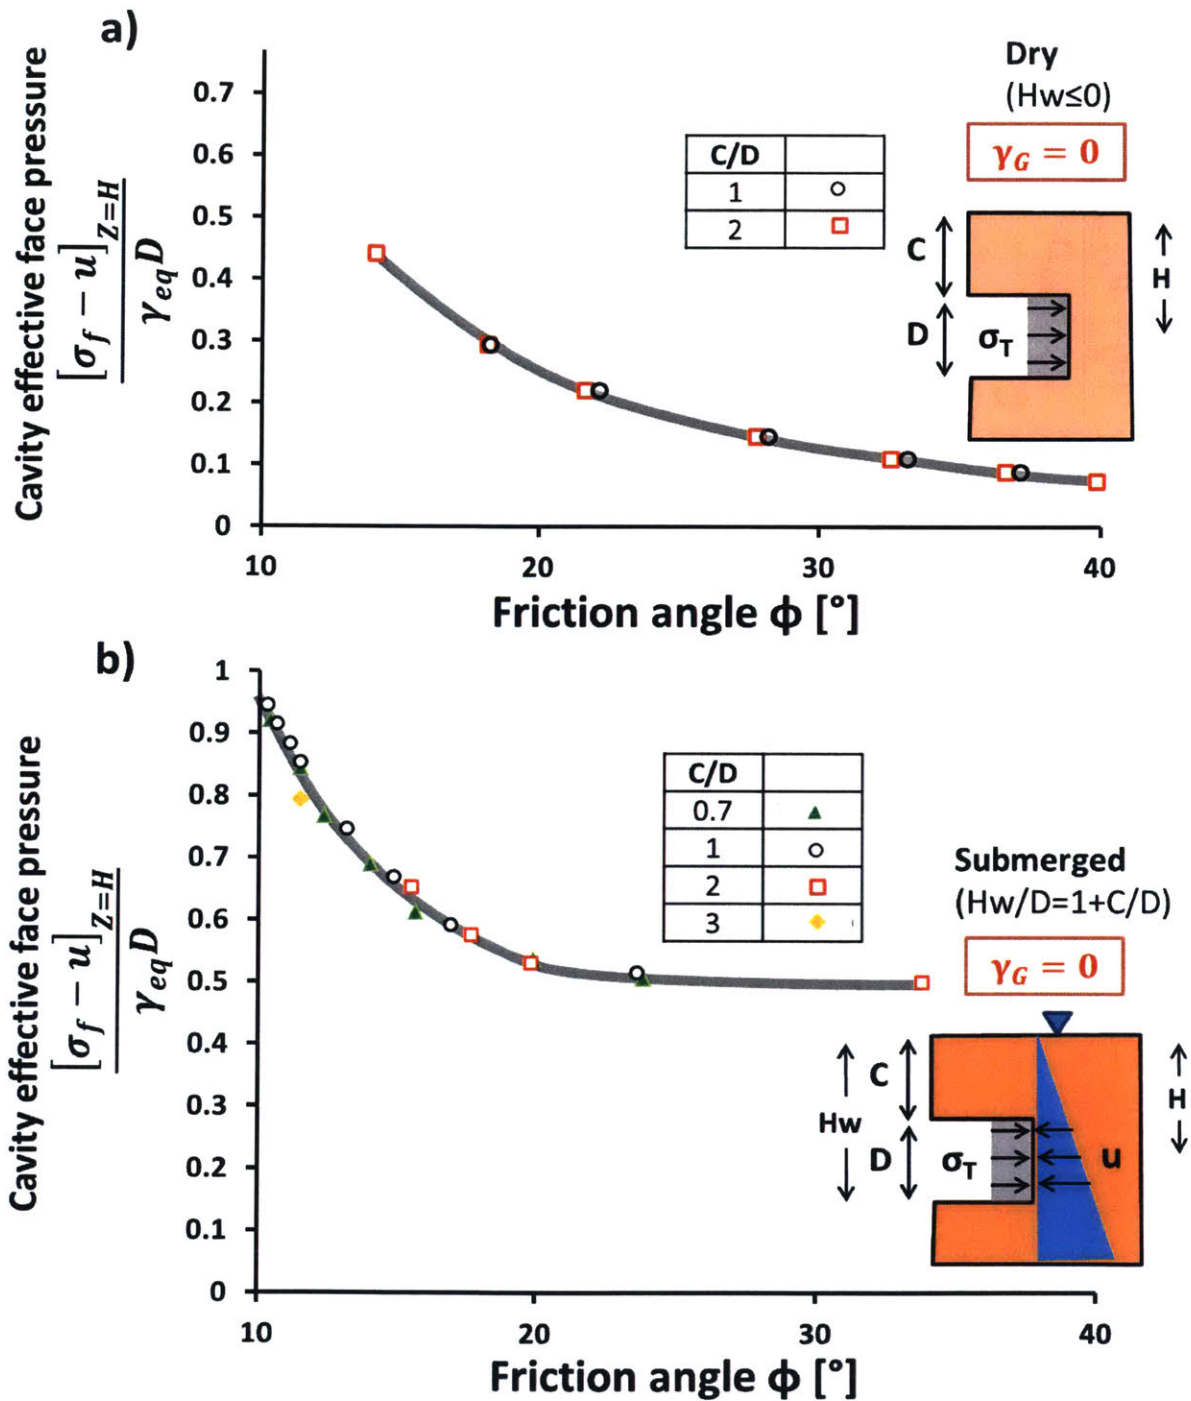 a)
Cavity effective face pressure
[σf − u]Z=H
γeqD
0.7
0.6
0.5
0.4
0.3
0.2
0.1
0
10
20
30
40
Friction angle ϕ [°]
C/D
1
2
Dry
(Hw≤0)
γG = 0
C
D
σT
H
b)
Cavity effective face pressure
[σf − u]Z=H
γeqD
1
0.9
0.8
0.7
0.6
0.5
0.4
0.3
0.2
0.1
0
10
20
30
40
Friction angle ϕ [°]
C/D
0.7
1
2
3
Submerged
(Hw/D=1+C/D)
γG = 0
Hw
C
D
σT
u
H